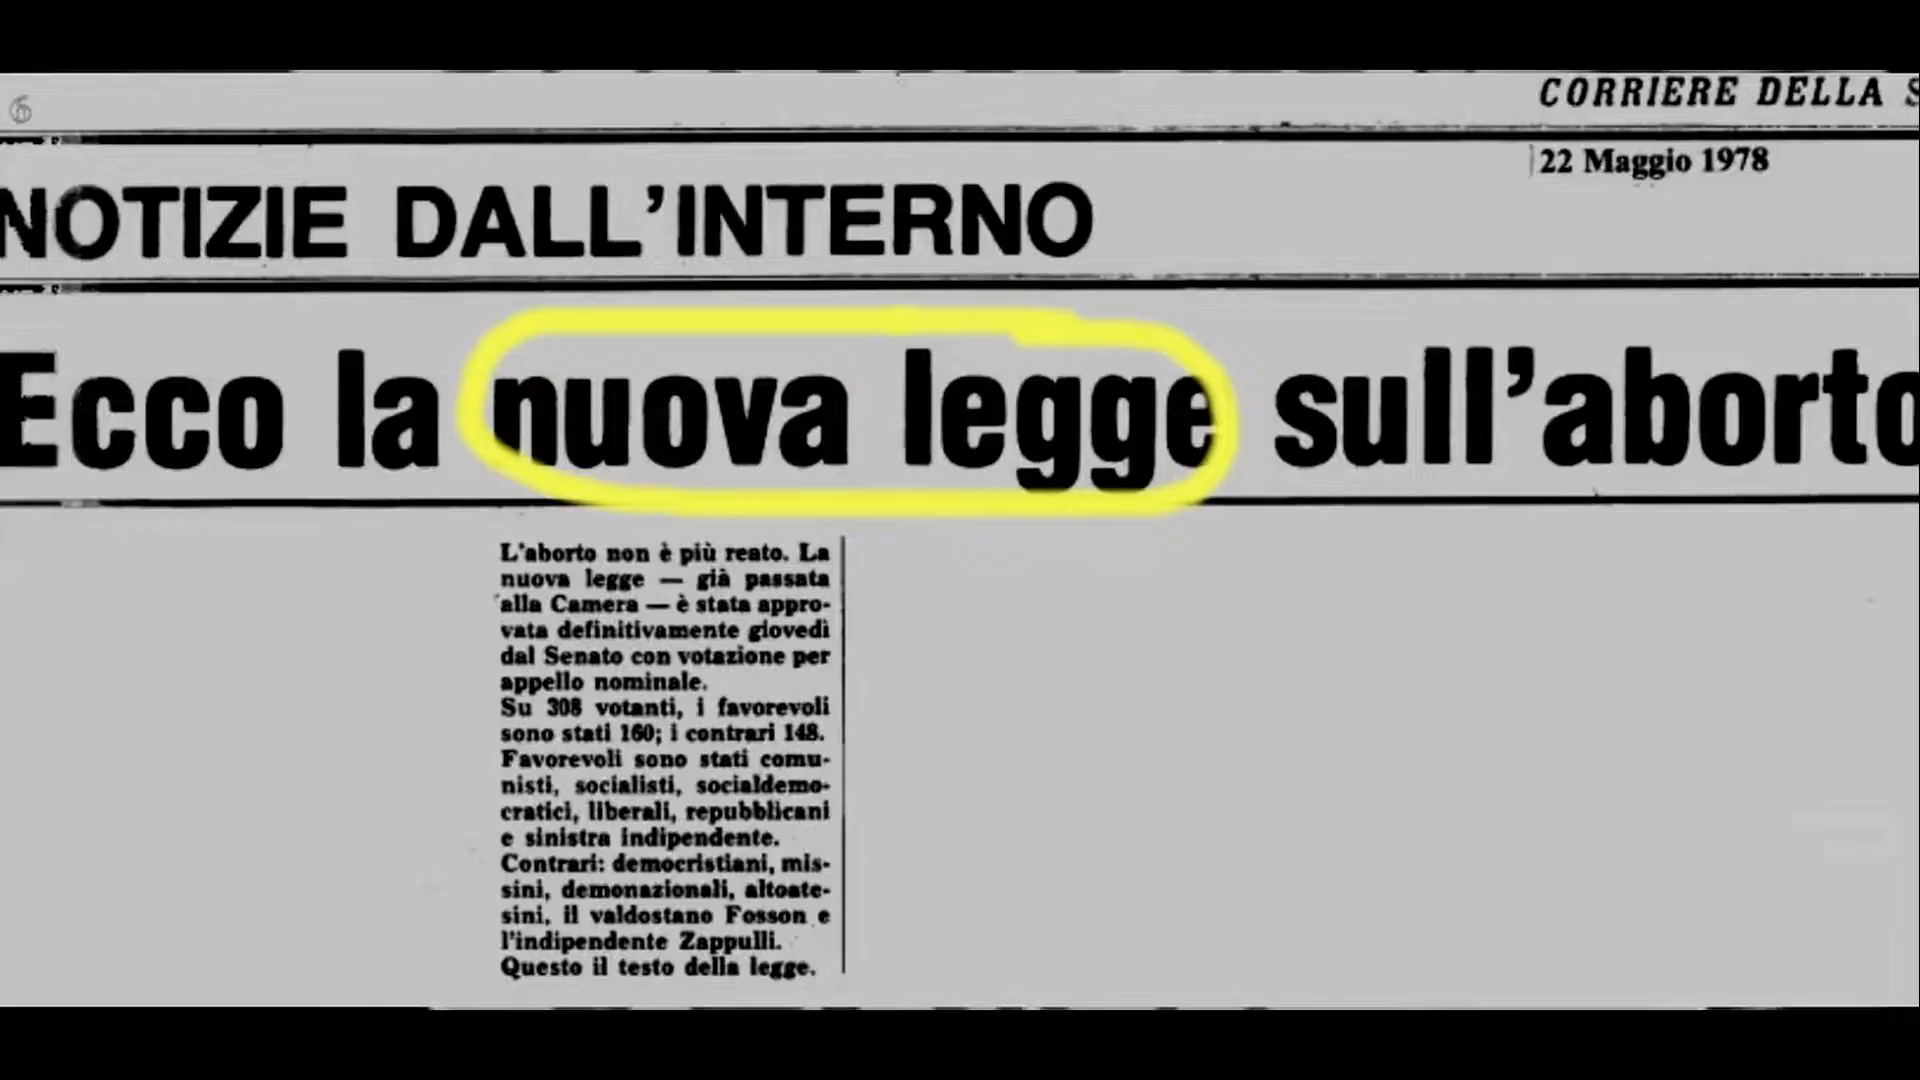 6
CORRIERE DELLA S
22 Maggio 1978
NOTIZIE DALL'INTERNO
Ecco la nuova legge sull'aborto
L'aborto non è più reato. La
nuova legge — già passata
alla Camera — è stata appro-
vata definitivamente giovedì
dal Senato con votazione per
appello nominale.
Su 308 votanti, i favorevoli
sono stati 160; i contrari 148.
Favorevoli sono stati comu-
nisti, socialisti, socialdemo-
cratici, liberali, repubblicani
e sinistra indipendente.
Contrari: democristiani, mis-
sini, demonazionali, altoate-
sini, il valdostano Fosson e
l'indipendente Zappulli.
Questo il testo della legge.